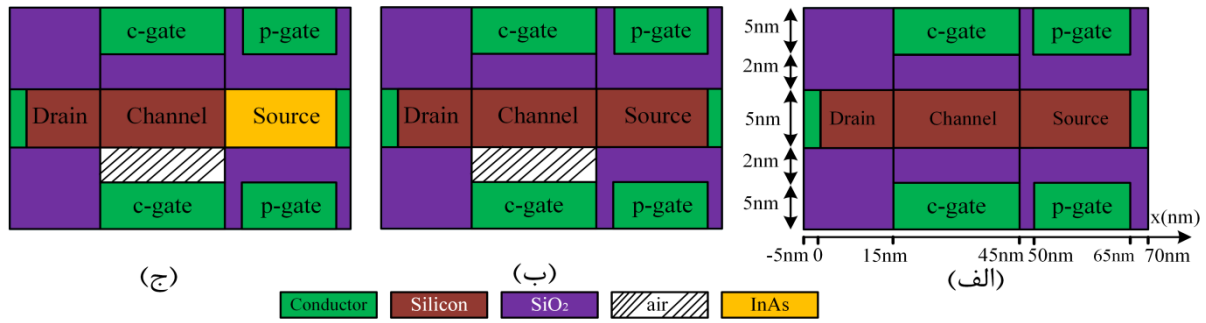 c-gate p-gate
Drain Channel Source
c-gate p-gate
(ج)
c-gate p-gate
Drain Channel Source
c-gate p-gate
(ب)
5nm
2nm
5nm
2nm
5nm
c-gate p-gate
Drain Channel Source
c-gate p-gate
x(nm)
-5nm 0 15nm 45nm 50nm 65nm 70nm
(الف)
Conductor Silicon SiO₂ air InAs